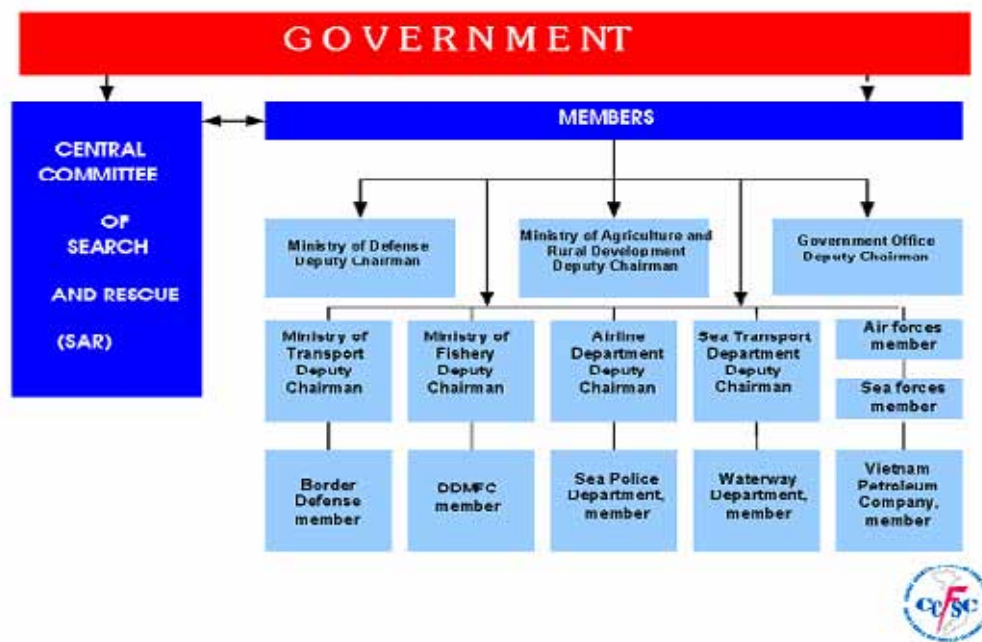 GOVERNMENT
CENTRAL
COMMITTEE
OF
SEARCH
AND RESCUE
(SAR)
MEMBERS
Ministry of Defense
Deputy Chairman
Ministry of Agriculture and
Rural Development
Deputy Chairman
Government Office
Deputy Chairman
Ministry of
Transport
Deputy
Chairman
Ministry of
Fishery
Deputy
Chairman
Airline
Department
Deputy
Chairman
Sea Transport
Department
Deputy
Chairman
Air forces
member
Sea forces
member
Border
Defense
member
DDMFC
member
Sea Police
Department,
member
Waterway
Department,
member
Vietnam
Petroleum
Company,
member
CCFSC